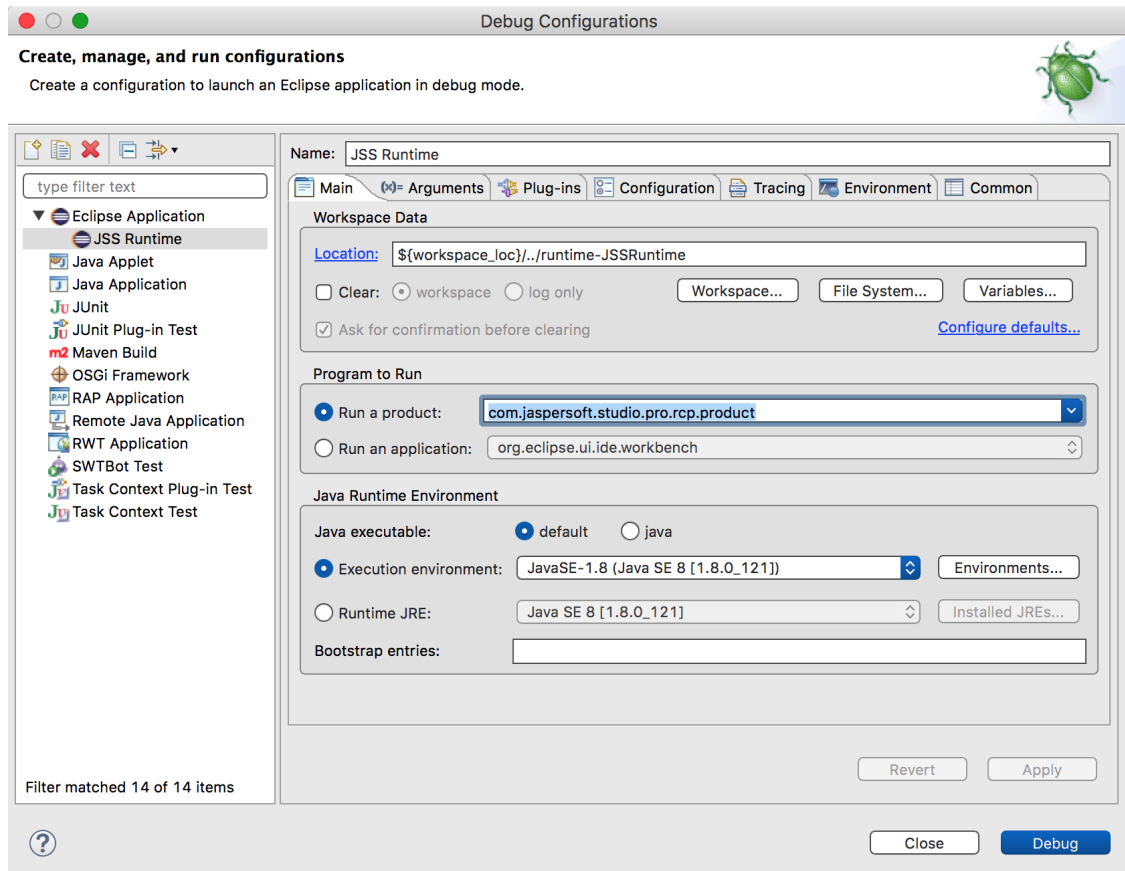 Debug Configurations
Create, manage, and run configurations
Create a configuration to launch an Eclipse application in debug mode.
type filter text
Eclipse Application
JSS Runtime
Java Applet
Java Application
Ju JUnit
JUnit Plug-in Test
m2 Maven Build
OSGi Framework
RAP RAP Application
Remote Java Application
RWT Application
SWTBot Test
Task Context Plug-in Test
Task Context Test
Filter matched 14 of 14 items
Name: JSS Runtime
Main (x)= Arguments Plug-ins Configuration Tracing Environment Common
Workspace Data
Location: ${workspace_loc}/../runtime-JSSRuntime
Clear: workspace log only Workspace... File System... Variables...
Ask for confirmation before clearing Configure defaults...
Program to Run
Run a product: com.jaspersoft.studio.pro.rcp.product
Run an application: org.eclipse.ui.ide.workbench
Java Runtime Environment
Java executable: default java
Execution environment: JavaSE-1.8 (Java SE 8 [1.8.0_121]) Environments...
Runtime JRE: Java SE 8 [1.8.0_121] Installed JREs...
Bootstrap entries:
Revert Apply
? Close Debug